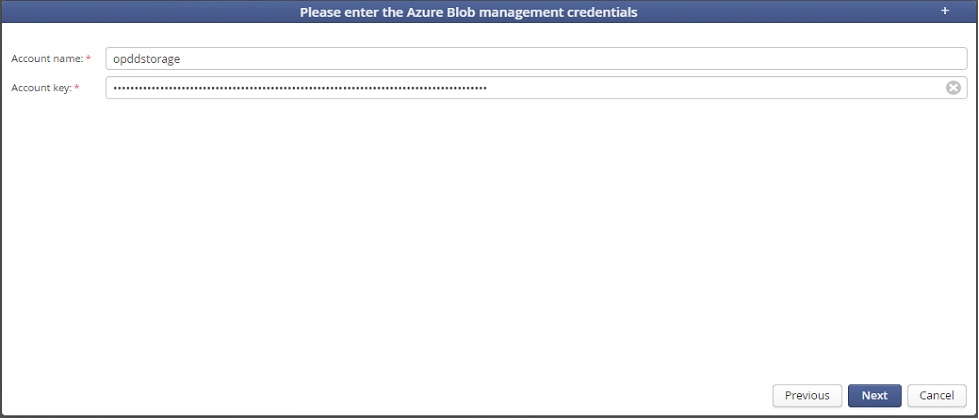 Please enter the Azure Blob management credentials +
Account name: * opddstorage
Account key: * ••••••••••••••••••••••••••••••••••••••••••••••••••••••••••••••••••••••••••••••••••••••••
Previous Next Cancel